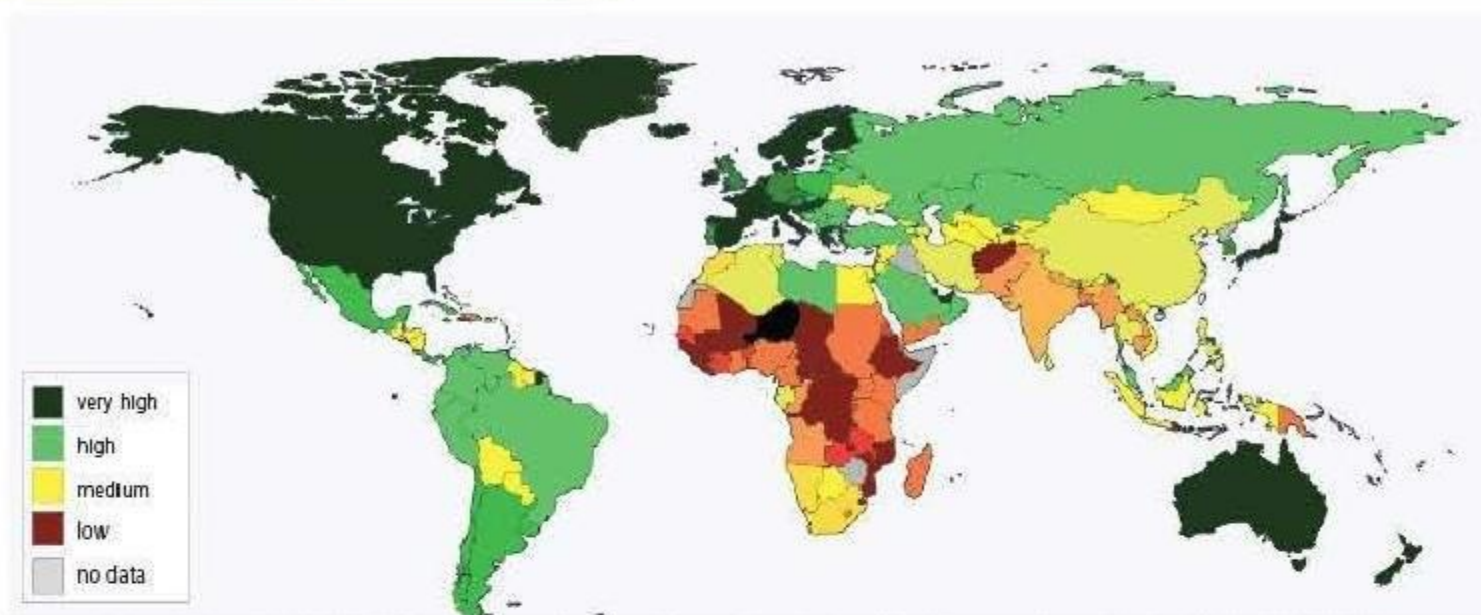 very high
high
medium
low
no data